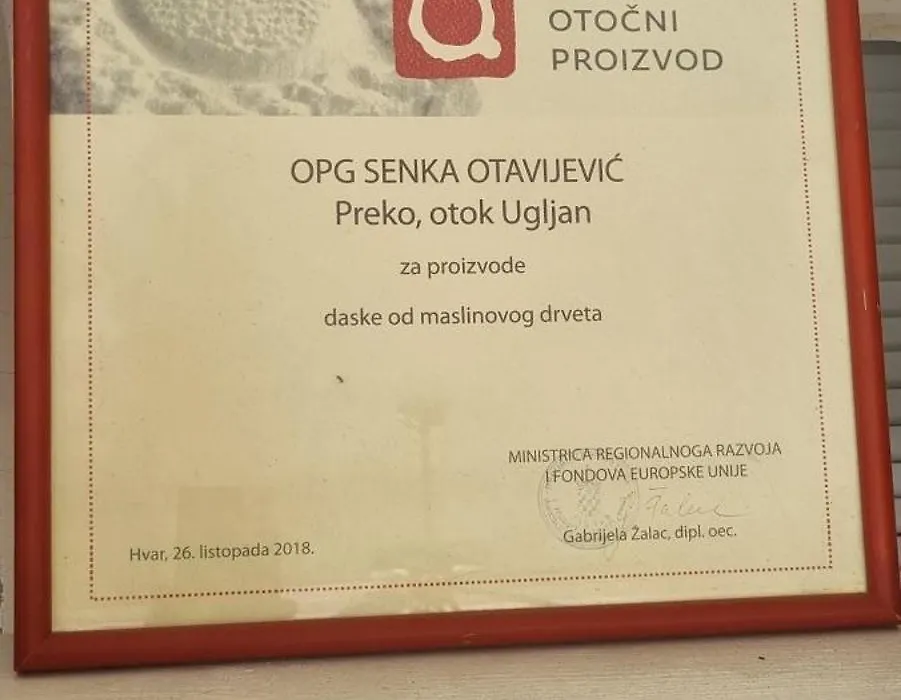 OTOČNI
PROIZVOD
OPG SENKA OTAVIJEVIĆ
Preko, otok Ugljan
za proizvode
daske od maslinovog drveta
MINISTRICA REGIONALNOGA RAZVOJA
I FONDOVA EUROPSKE UNIJE
Gabrijela Žalac, dipl. oec.
Hvar, 26. listopada 2018.